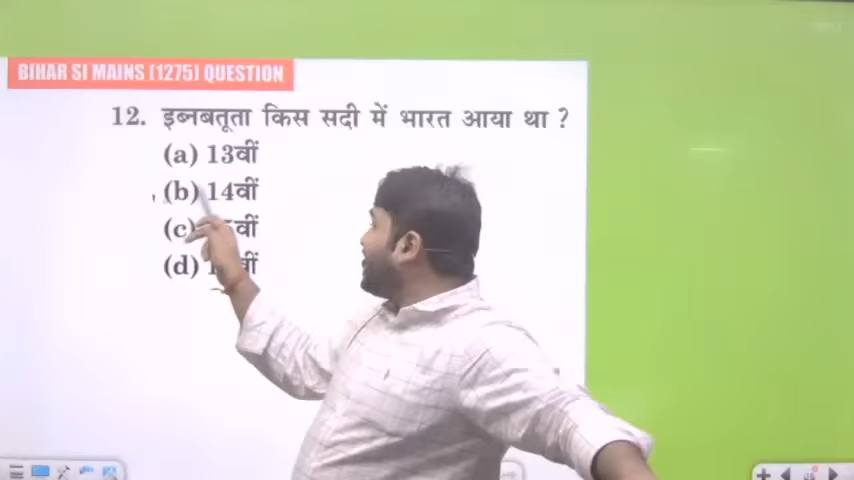 BIHAR SI MAINS (1275) QUESTION
12. इब्नबतूता किस सदी में भारत आया था ?
(a) 13वीं
(b) 14वीं
(c)
(d)